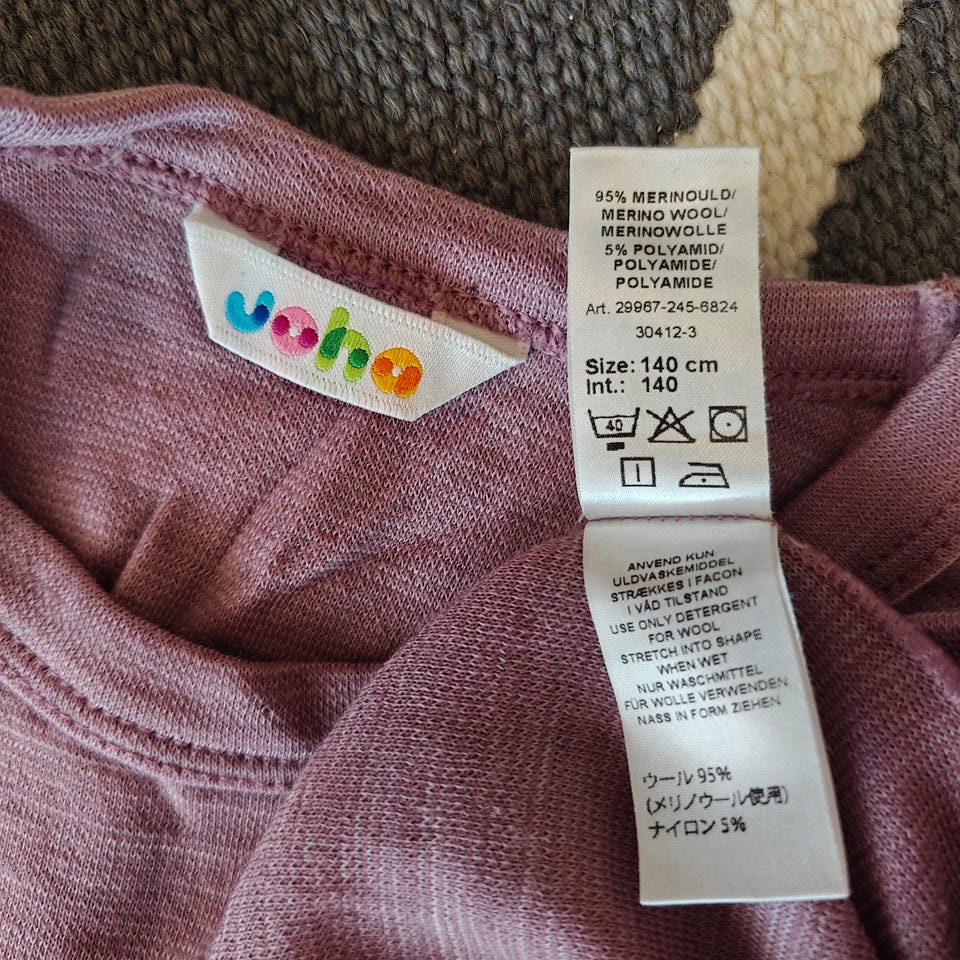 Joha
95% MERINOULD/
MERINO WOOL/
MERINOWOLLE
5% POLYAMID/
POLYAMIDE/
POLYAMIDE
Art. 29967-245-6824
30412-3
Size: 140 cm
Int.: 140
40
ANVEND KUN
ULDVASKEMIDDEL
STRÆKKES I FACON
I VÅD TILSTAND
USE ONLY DETERGENT
FOR WOOL
STRETCH INTO SHAPE
WHEN WET
NUR WASCHMITTEL
FÜR WOLLE VERWENDEN
NASS IN FORM ZIEHEN
ウール 95%
(メリノウール使用)
ナイロン 5%